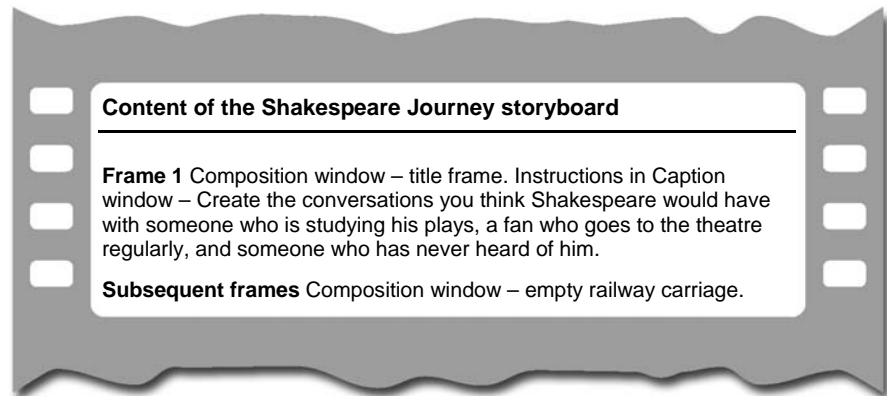 Content of the Shakespeare Journey storyboard
Frame 1 Composition window – title frame. Instructions in Caption
window – Create the conversations you think Shakespeare would have
with someone who is studying his plays, a fan who goes to the theatre
regularly, and someone who has never heard of him.
Subsequent frames Composition window – empty railway carriage.